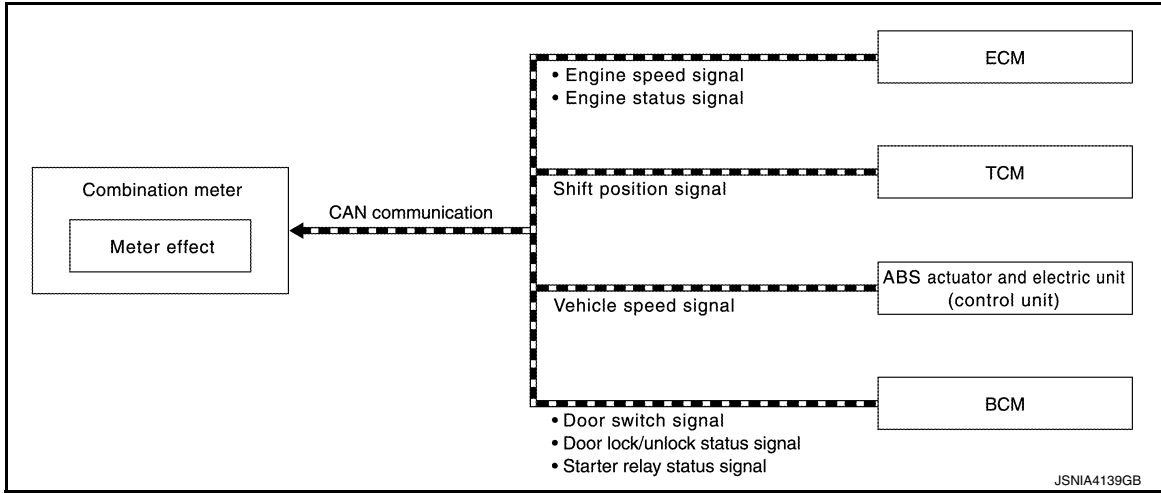 ECM
• Engine speed signal
• Engine status signal
TCM
Shift position signal
Combination meter
Meter effect
CAN communication
ABS actuator and electric unit
(control unit)
Vehicle speed signal
BCM
• Door switch signal
• Door lock/unlock status signal
• Starter relay status signal
JSNIA4139GB